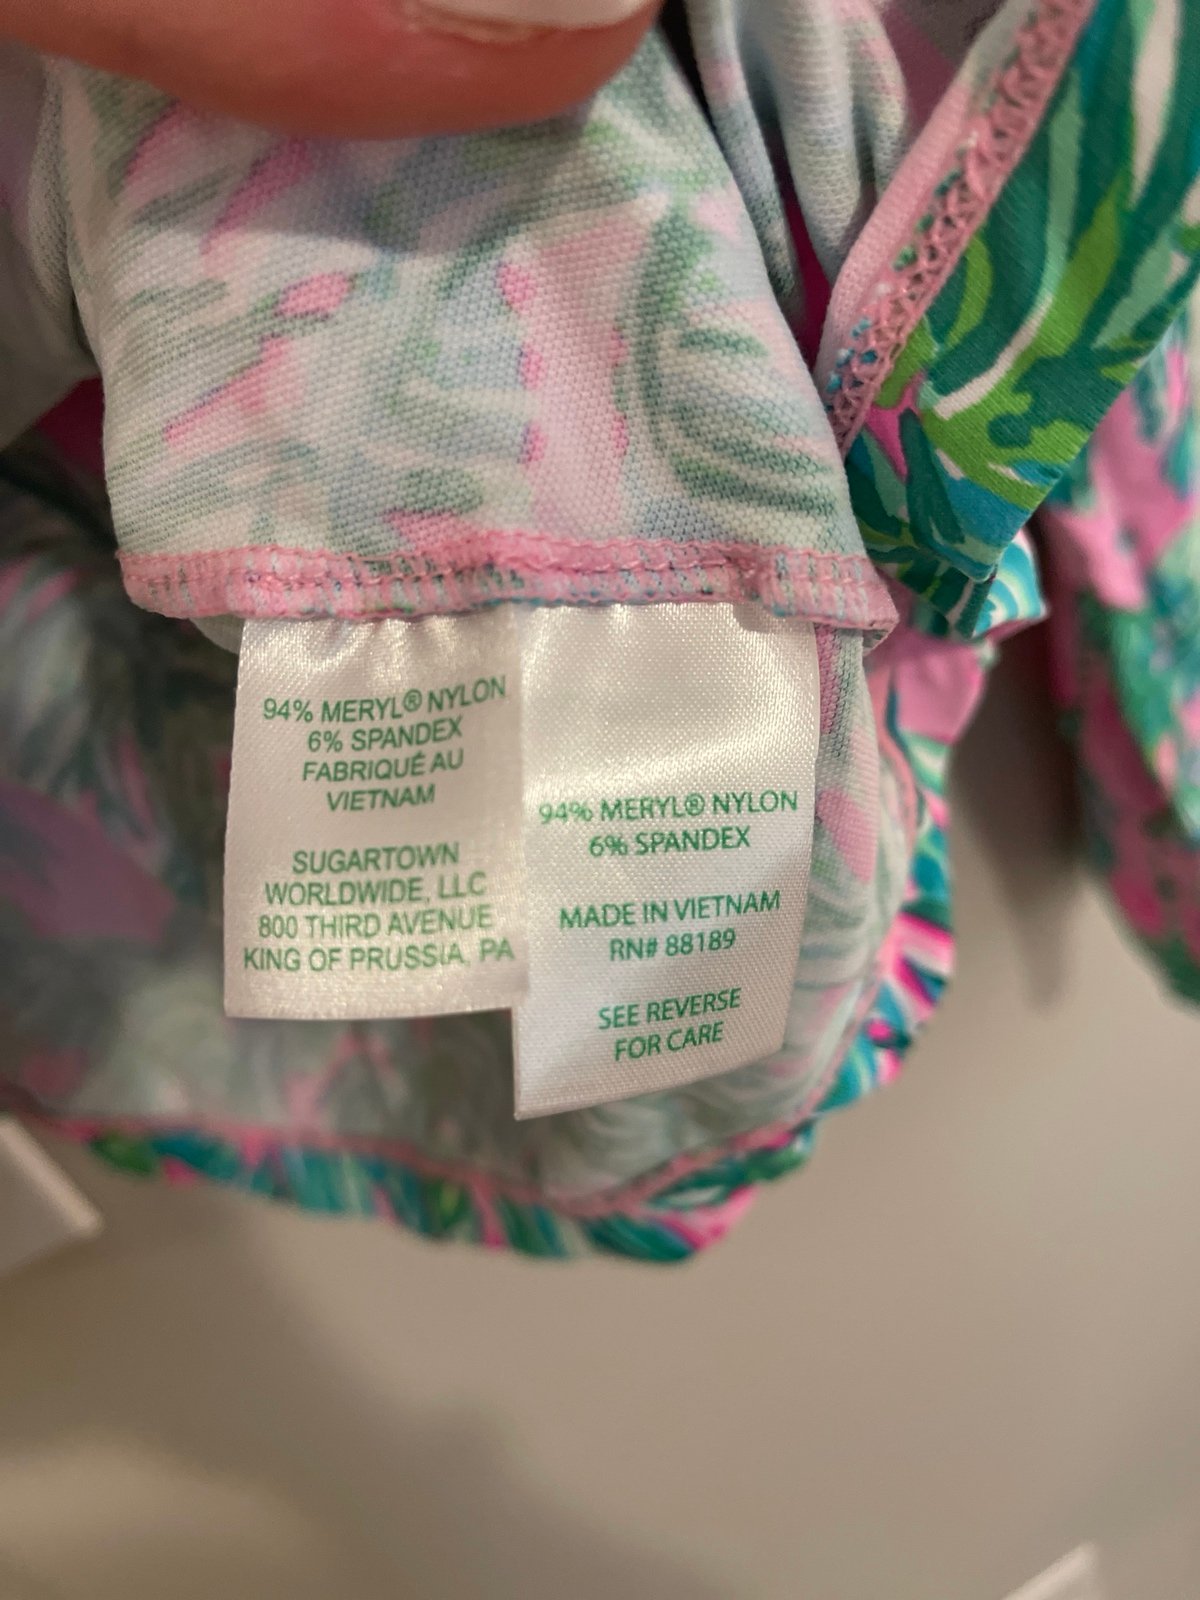 94% MERYL® NYLON
6% SPANDEX
FABRIQUÉ AU
VIETNAM
SUGARTOWN
WORLDWIDE, LLC
800 THIRD AVENUE
KING OF PRUSSIA, PA
94% MERYL® NYLON
6% SPANDEX
MADE IN VIETNAM
RN# 88189
SEE REVERSE
FOR CARE